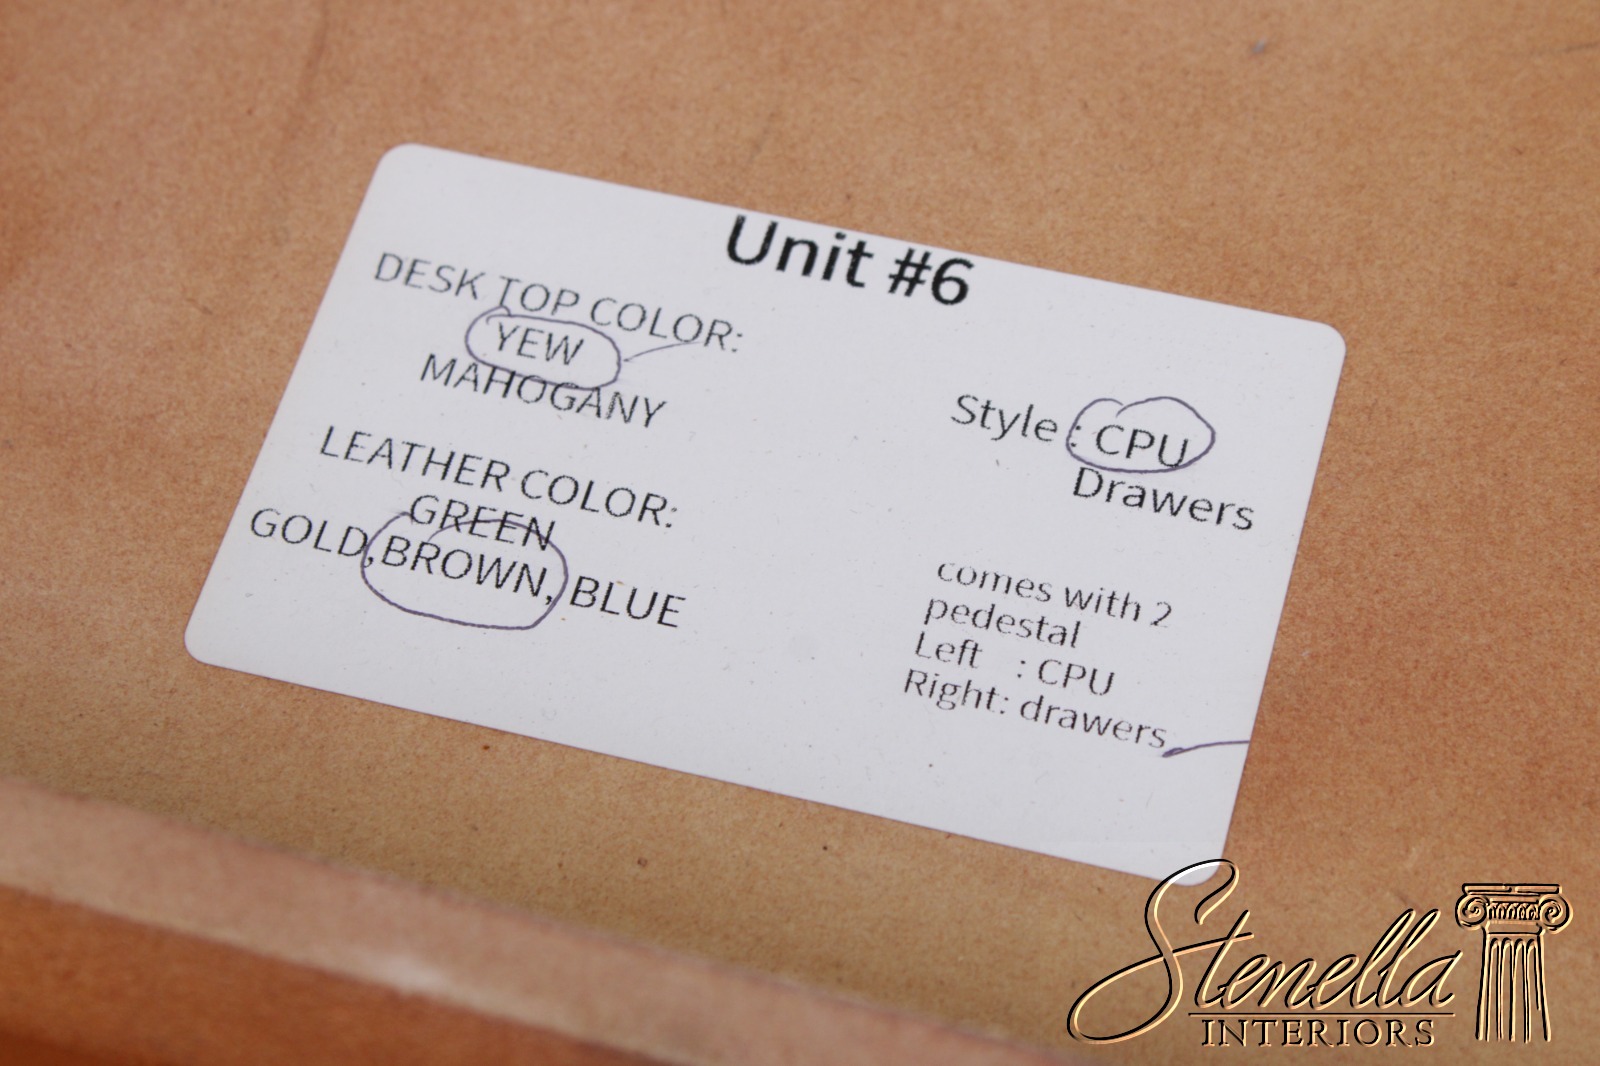 Unit #6
DESK TOP COLOR:
YEW
MAHOGANY
LEATHER COLOR:
GREEN
GOLD,BROWN, BLUE
Style : CPU
Drawers
comes with 2
pedestal
Left : CPU
Right: drawers
Stenella
INTERIORS